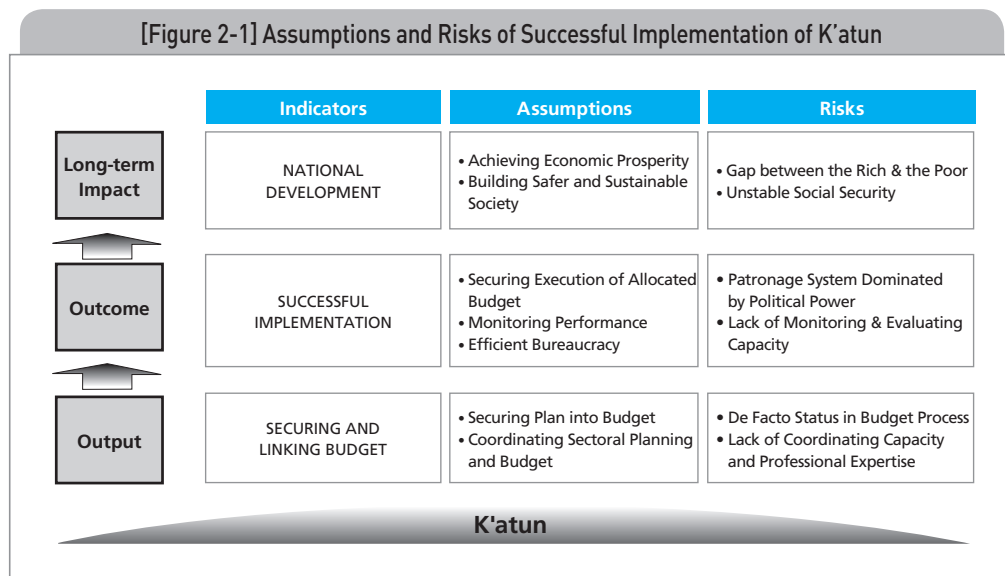 [Figure 2-1] Assumptions and Risks of Successful Implementation of K’atun
Indicators
Assumptions
Risks
Long-term
Impact
NATIONAL
DEVELOPMENT
• Achieving Economic Prosperity
• Building Safer and Sustainable
Society
• Gap between the Rich & the Poor
• Unstable Social Security
Outcome
SUCCESSFUL
IMPLEMENTATION
• Securing Execution of Allocated
Budget
• Monitoring Performance
• Efficient Bureaucracy
• Patronage System Dominated
by Political Power
• Lack of Monitoring & Evaluating
Capacity
Output
SECURING AND
LINKING BUDGET
• Securing Plan into Budget
• Coordinating Sectoral Planning
and Budget
• De Facto Status in Budget Process
• Lack of Coordinating Capacity
and Professional Expertise
K'atun